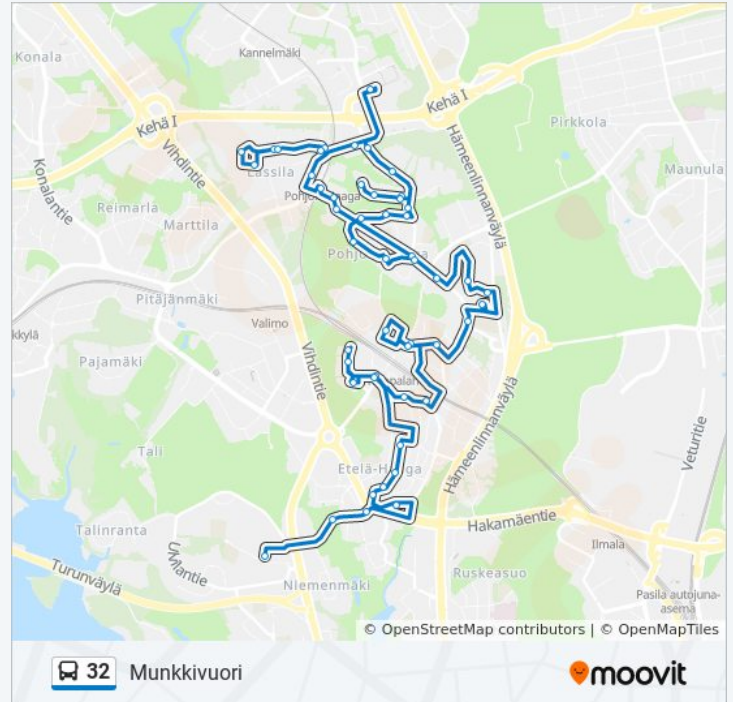 Konala
Kannelmäki
Kehä I
Pirkkola
Kehä I
Vihdintie
Hämeenlinnanväylä
Maunula
Konalantie
Lassila
Reimarla
Marttila
Pitäjänmäki
Valimo
Pajamäki
Vihdintie
Tali
Hämeenlinnanväylä
Veturitie
Etelä-Haaga
Talinranta
Ulvilantie
Hakamäentie
Ilmala
Turunväylä
Niemenmäki
Ruskeasuo
Pasila autojuna-
asema
© OpenStreetMap contributors | © OpenMapTiles
32 Munkkivuori
moovit